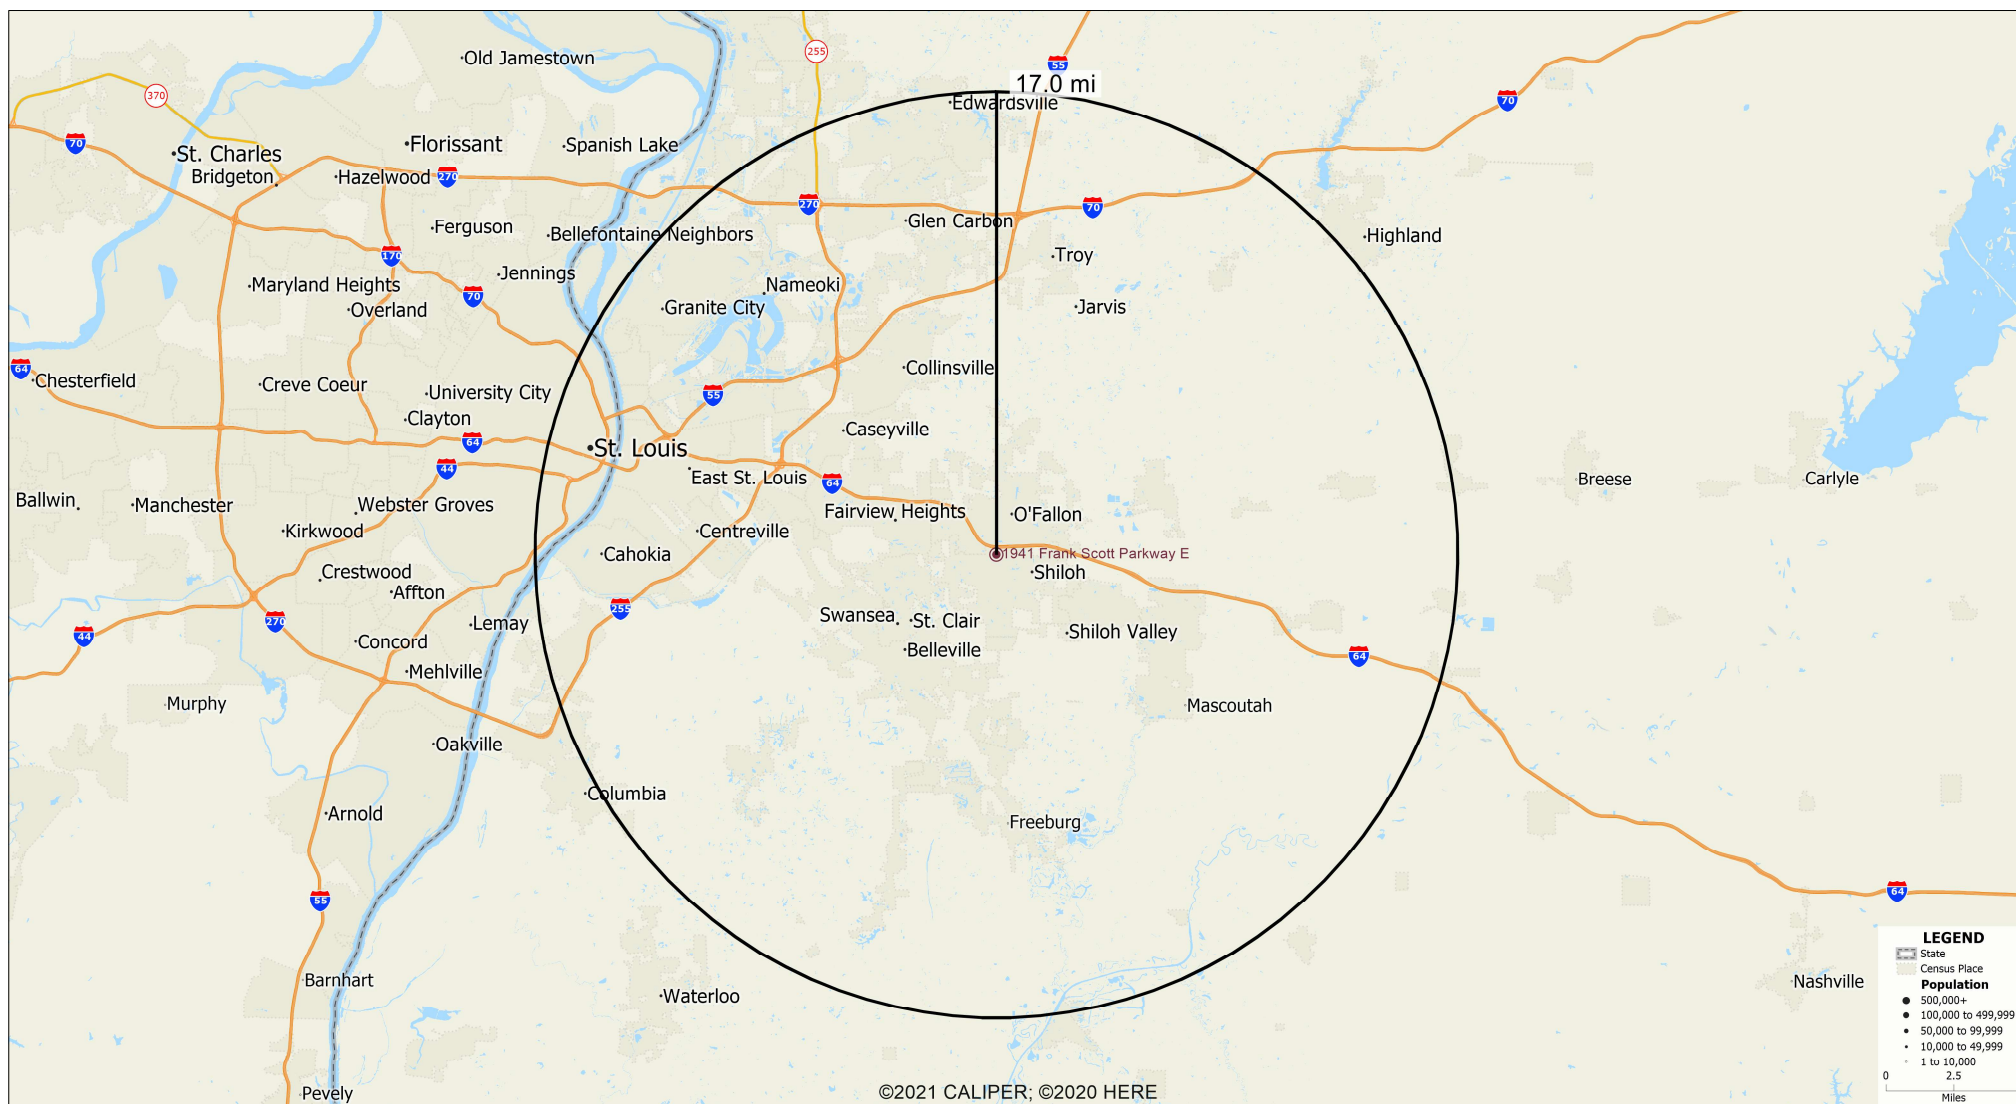 Old Jamestown
255
55
17.0 mi
370
70
Edwardsville
70
Florissant
Spanish Lake
St. Charles
Bridgeton
Hazelwood
270
270
70
Glen Carbon
Ferguson
Bellefontaine Neighbors
Highland
170
Troy
Jennings
Maryland Heights
Nameoki
70
Overland
Granite City
Jarvis
64
Chesterfield
Creve Coeur
University City
55
Collinsville
Clayton
Caseyville
64
St. Louis
44
East St. Louis
64
Breese
Carlyle
Ballwin
Manchester
Webster Groves
Fairview Heights
O'Fallon
Kirkwood
Centreville
Cahokia
1941 Frank Scott Parkway E
Crestwood
Shiloh
Affton
255
270
Lemay
Swansea
St. Clair
Shiloh Valley
44
Concord
Belleville
64
Mehlville
Murphy
Mascoutah
Oakville
Columbia
Arnold
Freeburg
55
64
LEGEND
State
Census Place
Population
500,000+
100,000 to 499,999
50,000 to 99,999
10,000 to 49,999
1 to 10,000
0 2.5
Miles
Barnhart
Waterloo
Nashville
Pevely
©2021 CALIPER; ©2020 HERE